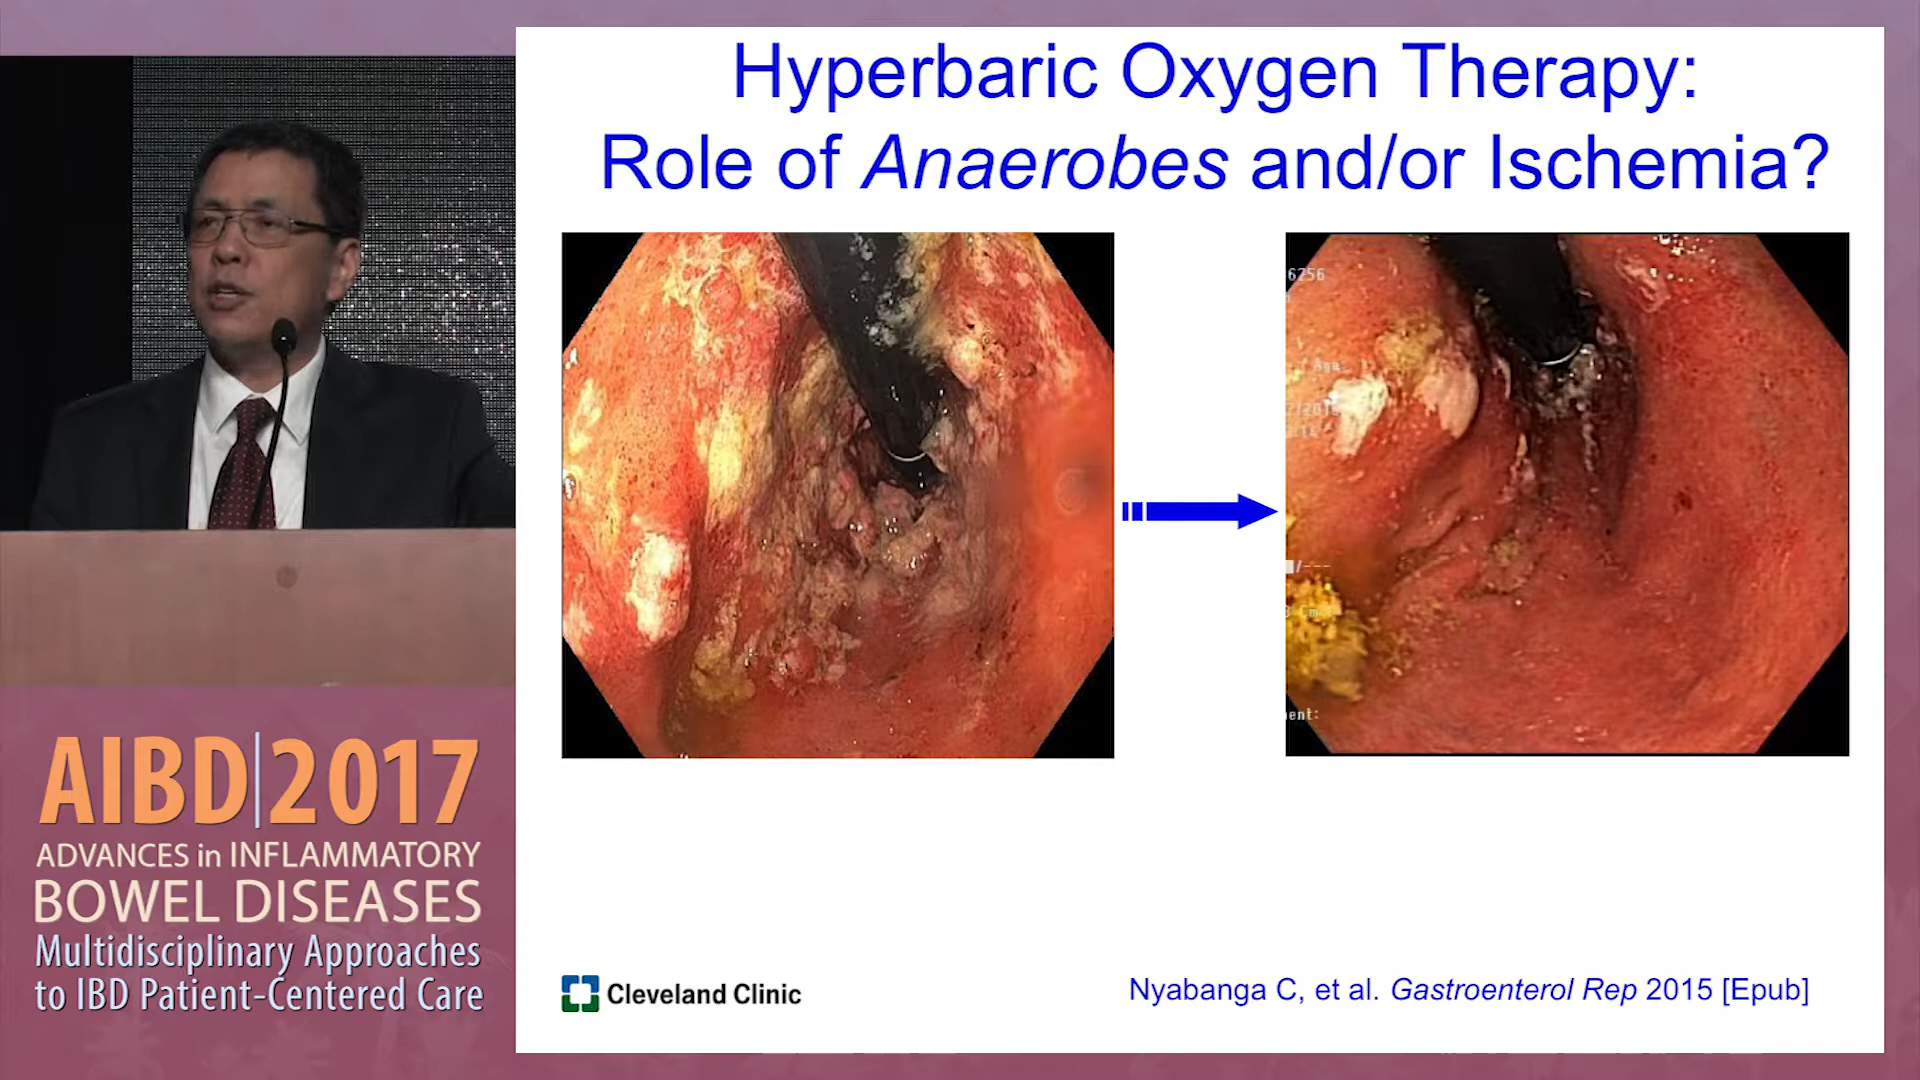 Hyperbaric Oxygen Therapy:
Role of Anaerobes and/or Ischemia?
6256
AIBD|2017
ADVANCES in INFLAMMATORY
BOWEL DISEASES
Multidisciplinary Approaches
to IBD Patient-Centered Care
Cleveland Clinic
Nyabanga C, et al. Gastroenterol Rep 2015 [Epub]